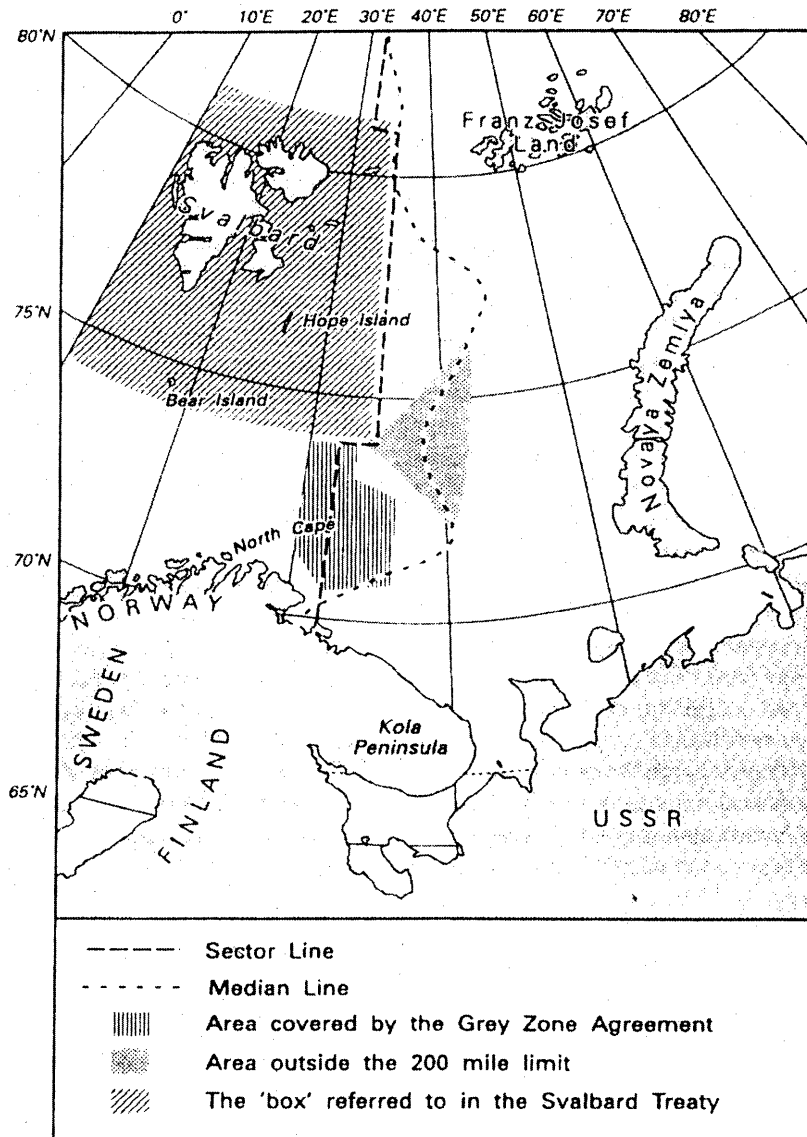 0° 10°E 20°E 30°E 40°E 50°E 60°E 70°E 80°E
80°N
Franz Josef
Land
Svalbard
75°N
Hope Island
Bear Island
Novaya Zemlya
North Cape
70°N
NORWAY
SWEDEN
FINLAND
Kola
Peninsula
65°N
USSR
Sector Line
Median Line
Area covered by the Grey Zone Agreement
Area outside the 200 mile limit
The 'box' referred to in the Svalbard Treaty